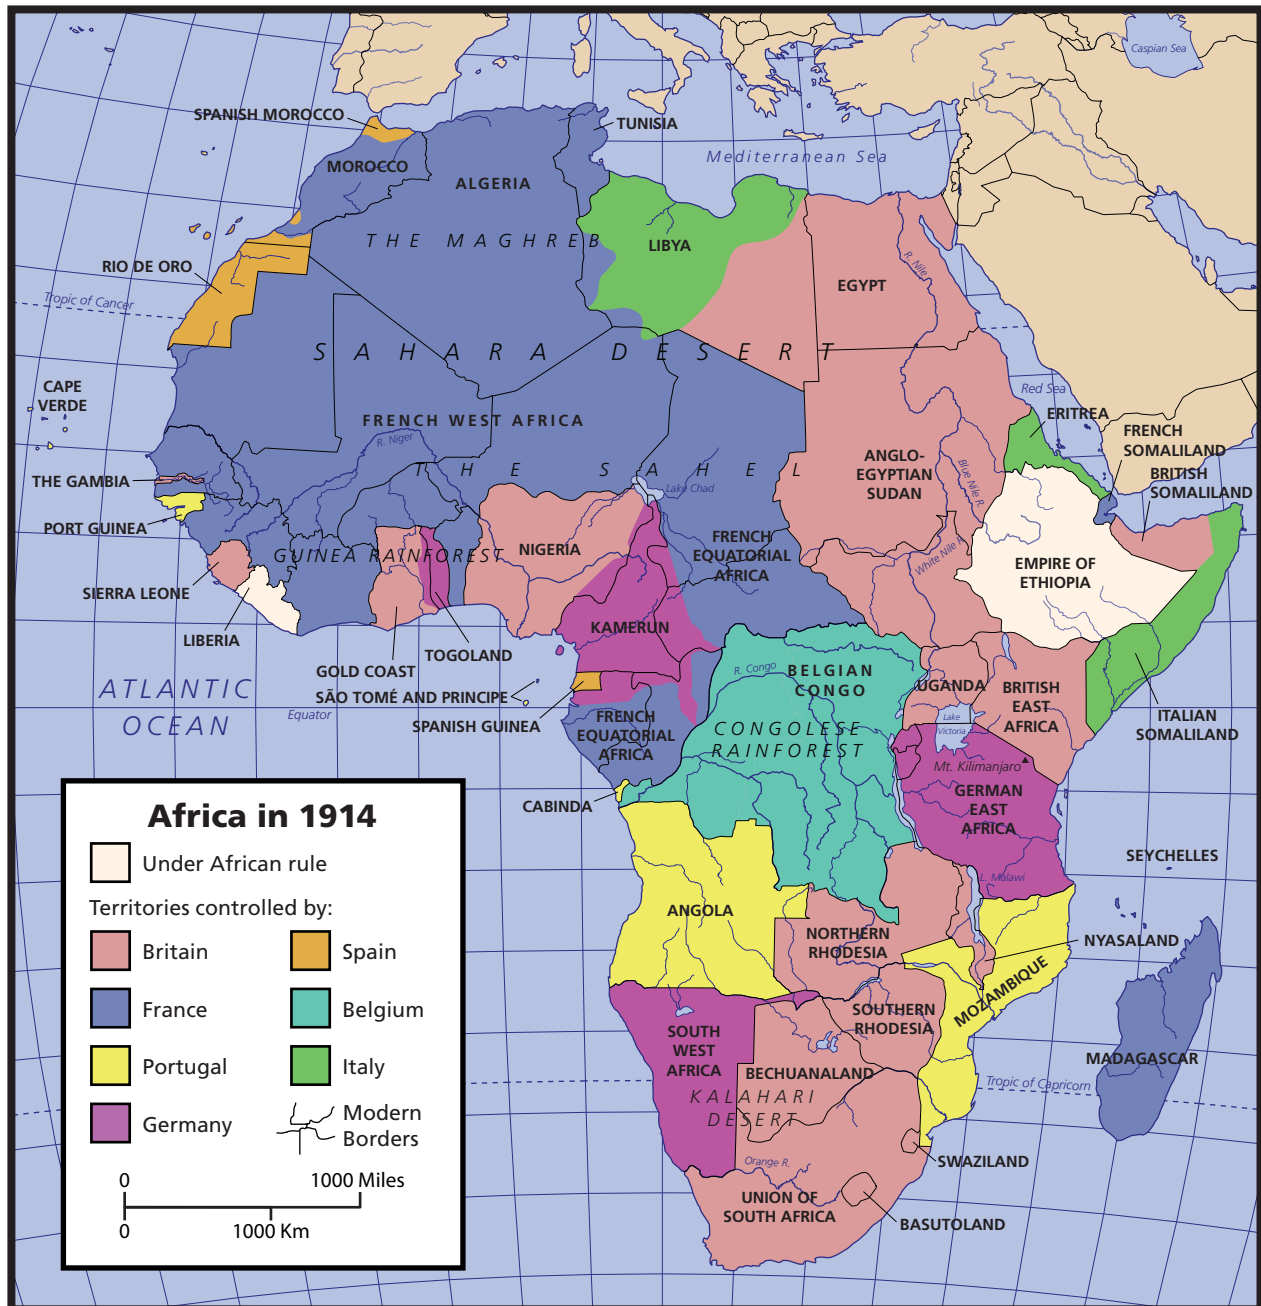 Caspian Sea
SPANISH MOROCCO
TUNISIA
Mediterranean Sea
MOROCCO
ALGERIA
THE MAGHREB
LIBYA
RIO DE ORO
R. Nile
EGYPT
Tropic of Cancer
SAHARA DESERT
CAPE
VERDE
Red Sea
ERITREA
FRENCH WEST AFRICA
FRENCH
SOMALILAND
R. Niger
BRITISH
SOMALILAND
THE SAHEL
ANGLO-
EGYPTIAN
SUDAN
Blue Nile R.
THE GAMBIA
Lake Chad
PORT GUINEA
GUINEA RAINFOREST
NIGERIA
FRENCH
EQUATORIAL
AFRICA
White Nile R.
EMPIRE OF
ETHIOPIA
SIERRA LEONE
LIBERIA
KAMERUN
GOLD COAST
TOGOLAND
R. Congo
BELGIAN
CONGO
UGANDA
BRITISH
EAST
AFRICA
ATLANTIC
OCEAN
SÃO TOMÉ AND PRINCIPE
Equator
SPANISH GUINEA
FRENCH
EQUATORIAL
AFRICA
CONGOLESE
RAINFOREST
Lake
Victoria
ITALIAN
SOMALILAND
Mt. Kilimanjaro
GERMAN
EAST
AFRICA
CABINDA
SEYCHELLES
L. Malawi
ANGOLA
NORTHERN
RHODESIA
NYASALAND
MOZAMBIQUE
SOUTHERN
RHODESIA
SOUTH
WEST
AFRICA
BECHUANALAND
MADAGASCAR
KALAHARI
DESERT
Tropic of Capricorn
SWAZILAND
Orange R.
UNION OF
SOUTH AFRICA
BASUTOLAND
Africa in 1914
Under African rule
Territories controlled by:
Britain
Spain
France
Belgium
Portugal
Italy
Germany
Modern
Borders
0 1000 Miles
0 1000 Km